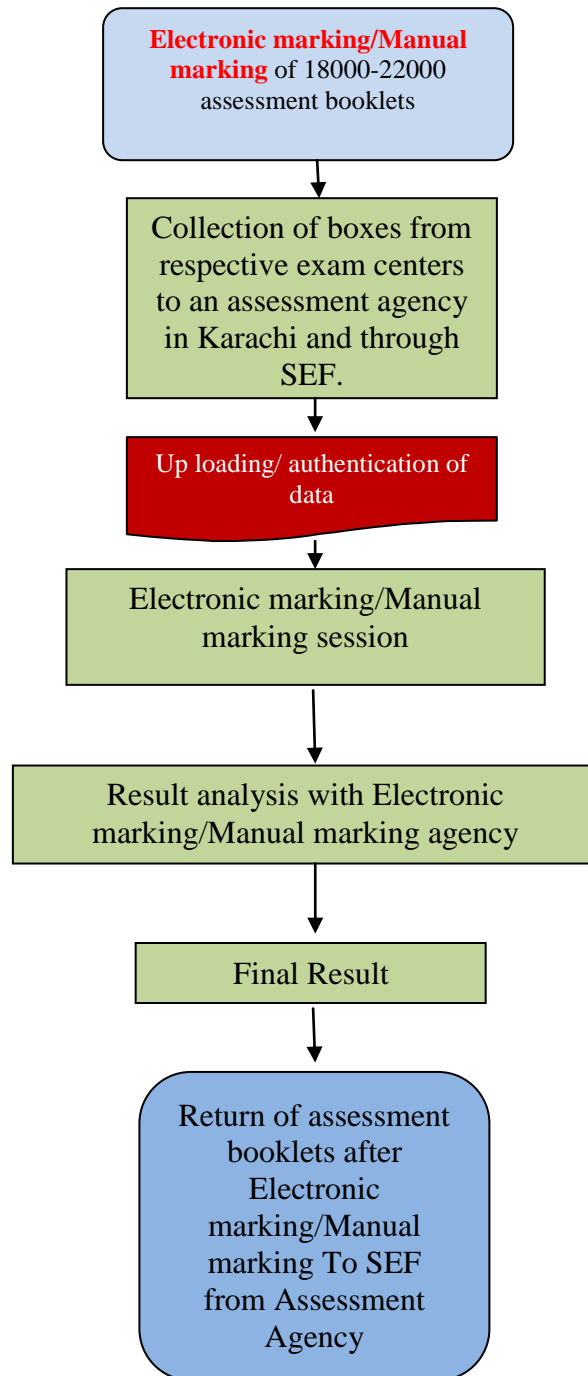 Electronic marking/Manual
marking of 18000-22000
assessment booklets
Collection of boxes from
respective exam centers
to an assessment agency
in Karachi and through
SEF.
Up loading/ authentication of
data
Electronic marking/Manual
marking session
Result analysis with Electronic
marking/Manual marking agency
Final Result
Return of assessment
booklets after
Electronic
marking/Manual
marking To SEF
from Assessment
Agency